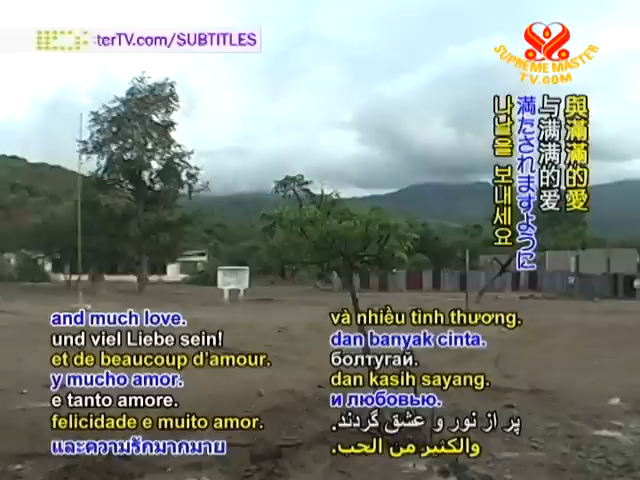 terTV.com/SUBTITLES
SUPREME MASTER
TV.COM
與滿滿的愛
与满满的爱
満たされますように
나날을 보내세요
and much love.
und viel Liebe sein!
et de beaucoup d'amour.
y mucho amor.
e tanto amore.
felicidade e muito amor.
และความรักมากมาย
và nhiều tình thương.
dan banyak cinta.
болтугай.
dan kasih sayang.
и любовью.
پر از نور و عشق گردند.
والكثير من الحب.